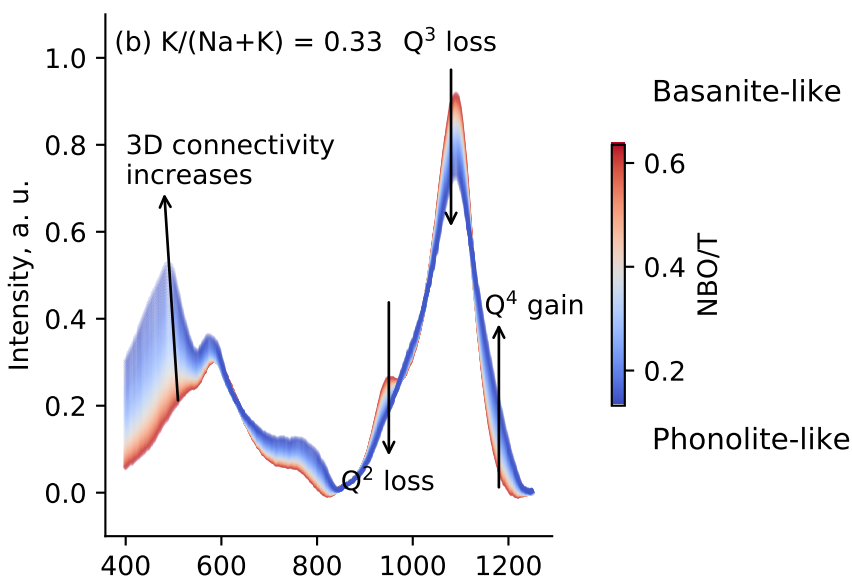 (b) K/(Na+K) = 0.33 Q³ loss
Basanite-like
3D connectivity
increases
Q⁴ gain
Q² loss
Phonolite-like
Intensity, a. u.
1.0
0.8
0.6
0.4
0.2
0.0
400 600 800 1000 1200
0.6
0.4
0.2
NBO/T